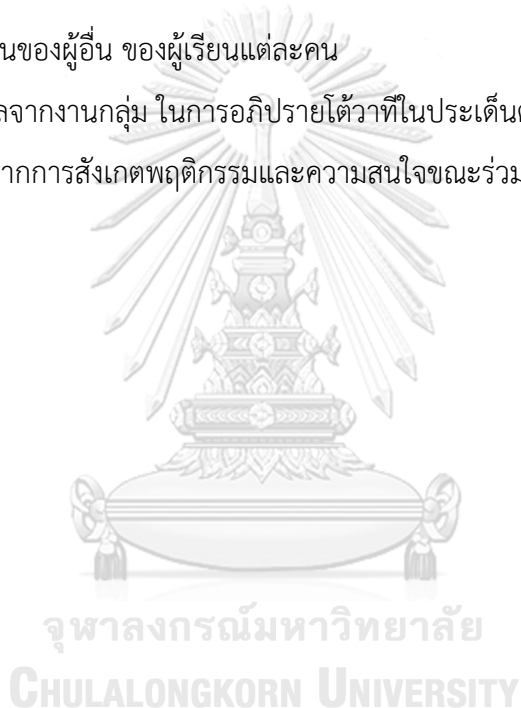 นของผู้อื่น ของผู้เรียนแต่ละคน
จากงานกลุ่ม ในการอภิปรายโต้วาทีในประเด็น
ากการสังเกตพฤติกรรมและความสนใจขณะร่วม
จุฬาลงกรณ์มหาวิทยาลัย
CHULALONGKORN UNIVERSITY